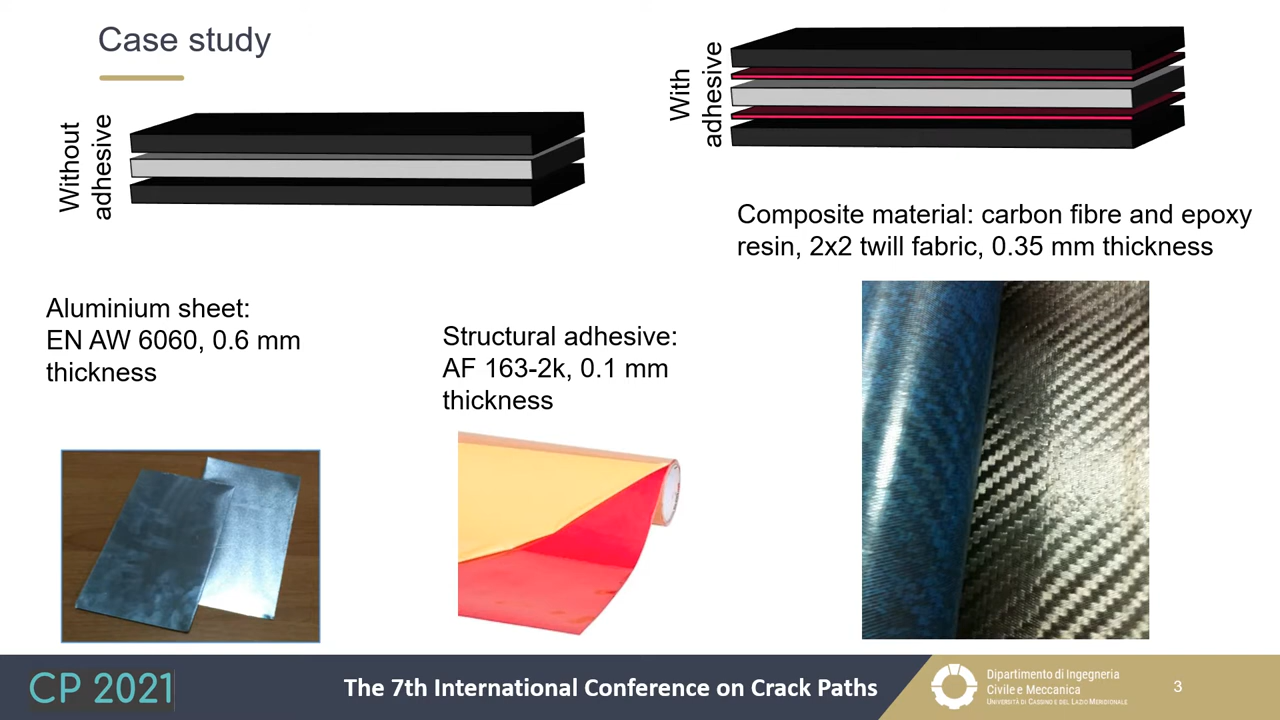 Case study
Without
adhesive
With
adhesive
Composite material: carbon fibre and epoxy
resin, 2x2 twill fabric, 0.35 mm thickness
Aluminium sheet:
EN AW 6060, 0.6 mm
thickness
Structural adhesive:
AF 163-2k, 0.1 mm
thickness
CP 2021
The 7th International Conference on Crack Paths
Dipartimento di Ingegneria
Civile e Meccanica
Università di Cassino e del Lazio Meridionale
3